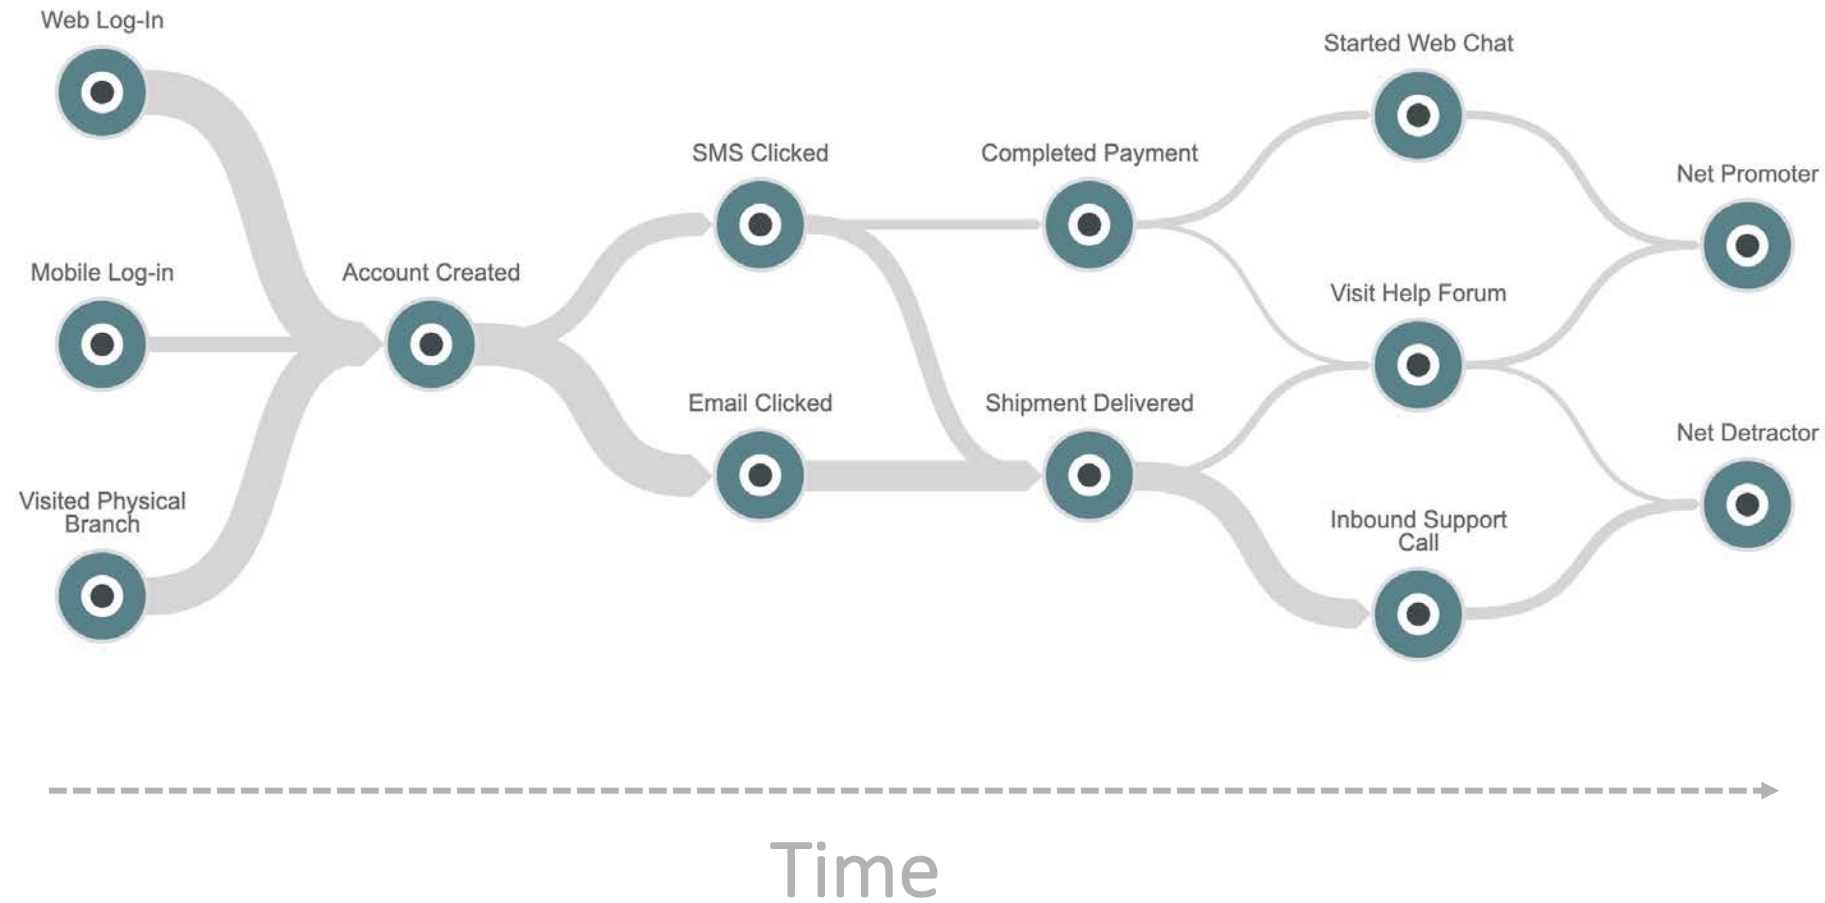 Web Log-In
Mobile Log-in
Visited Physical
Branch
Account Created
SMS Clicked
Email Clicked
Completed Payment
Shipment Delivered
Started Web Chat
Visit Help Forum
Inbound Support
Call
Net Promoter
Net Detractor
Time